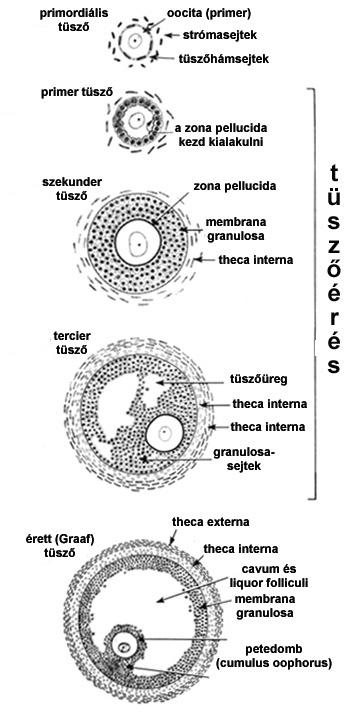 primordiális
tüsző
oocita (primer)
strómasejtek
tüszőhámsejtek
primer tüsző
a zona pellucida
kezd kialakulni
szekunder
tüsző
zona pellucida
membrana
granulosa
theca interna
tercier
tüsző
tüszőüreg
theca interna
theca interna
granulosa-
sejtek
tüszőérés
érett (Graaf)
tüsző
theca externa
theca interna
cavum és
liquor folliculi
membrana
granulosa
petedomb
(cumulus oophorus)